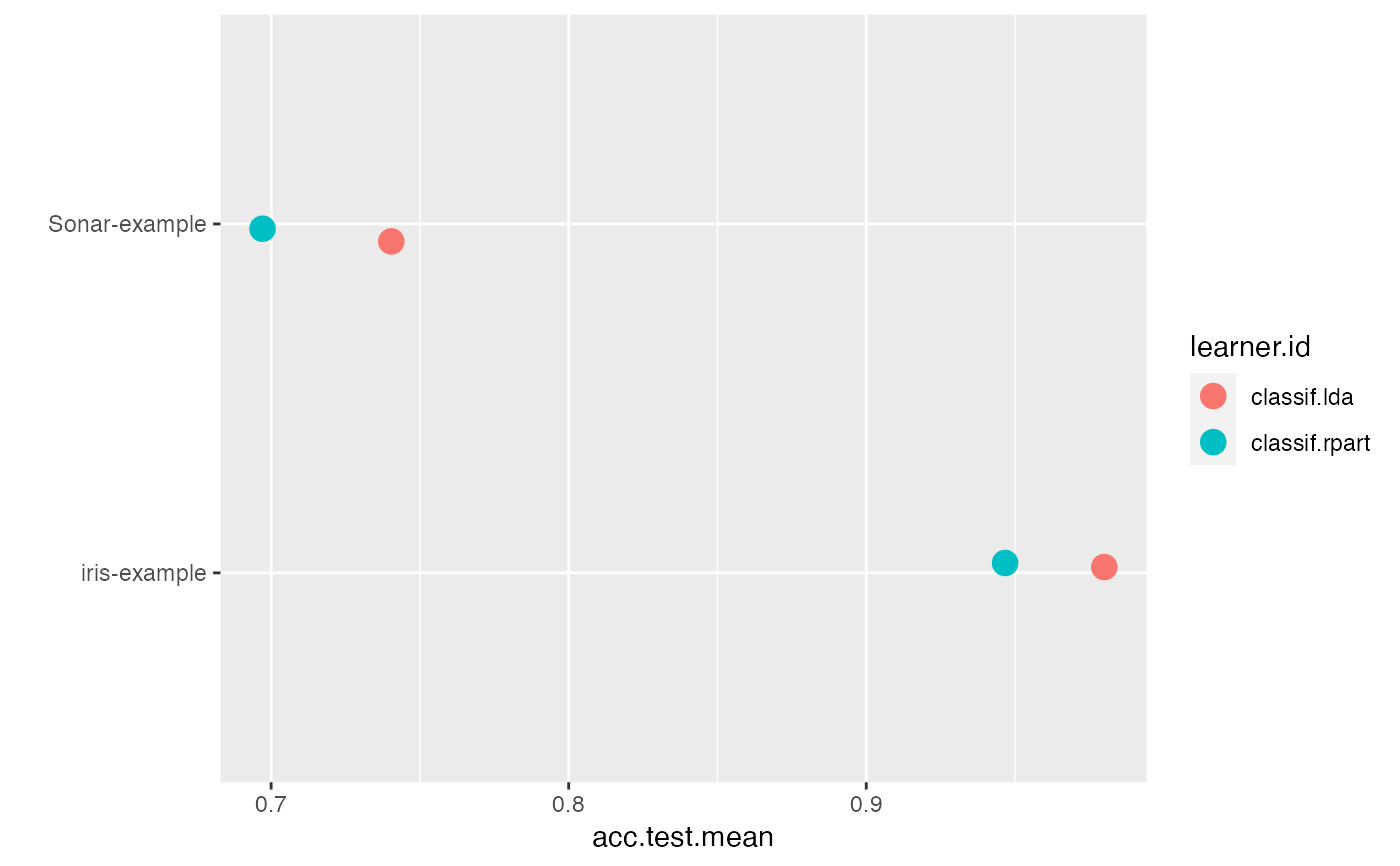 Sonar-example
iris-example
0.7
0.8
0.9
acc.test.mean
learner.id
classif.lda
classif.rpart